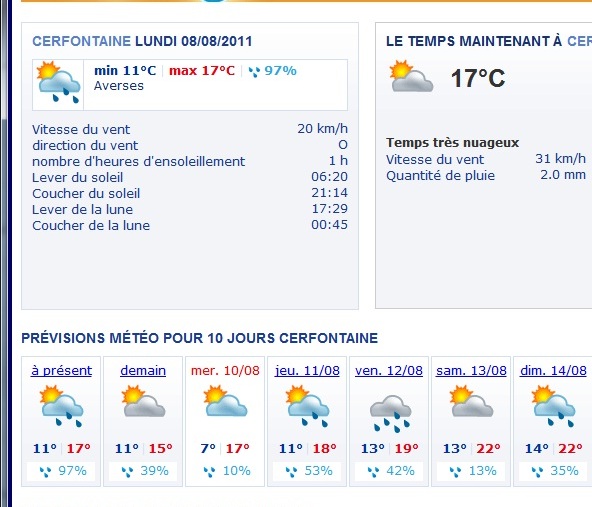 CERFONTAINE LUNDI 08/08/2011
min 11°C | max 17°C | 97%
Averses
Vitesse du vent 20 km/h
direction du vent O
nombre d'heures d'ensoleillement 1 h
Lever du soleil 06:20
Coucher du soleil 21:14
Lever de la lune 17:29
Coucher de la lune 00:45
LE TEMPS MAINTENANT À CER
17°C
Temps très nuageux
Vitesse du vent 31 km/h
Quantité de pluie 2.0 mm
PRÉVISIONS MÉTÉO POUR 10 JOURS CERFONTAINE
à présent demain mer. 10/08 jeu. 11/08 ven. 12/08 sam. 13/08 dim. 14/08
11° | 17° 11° | 15° 7° | 17° 11° | 18° 13° | 19° 13° | 22° 14° | 22°
97% 39% 10% 53% 42% 13% 35%